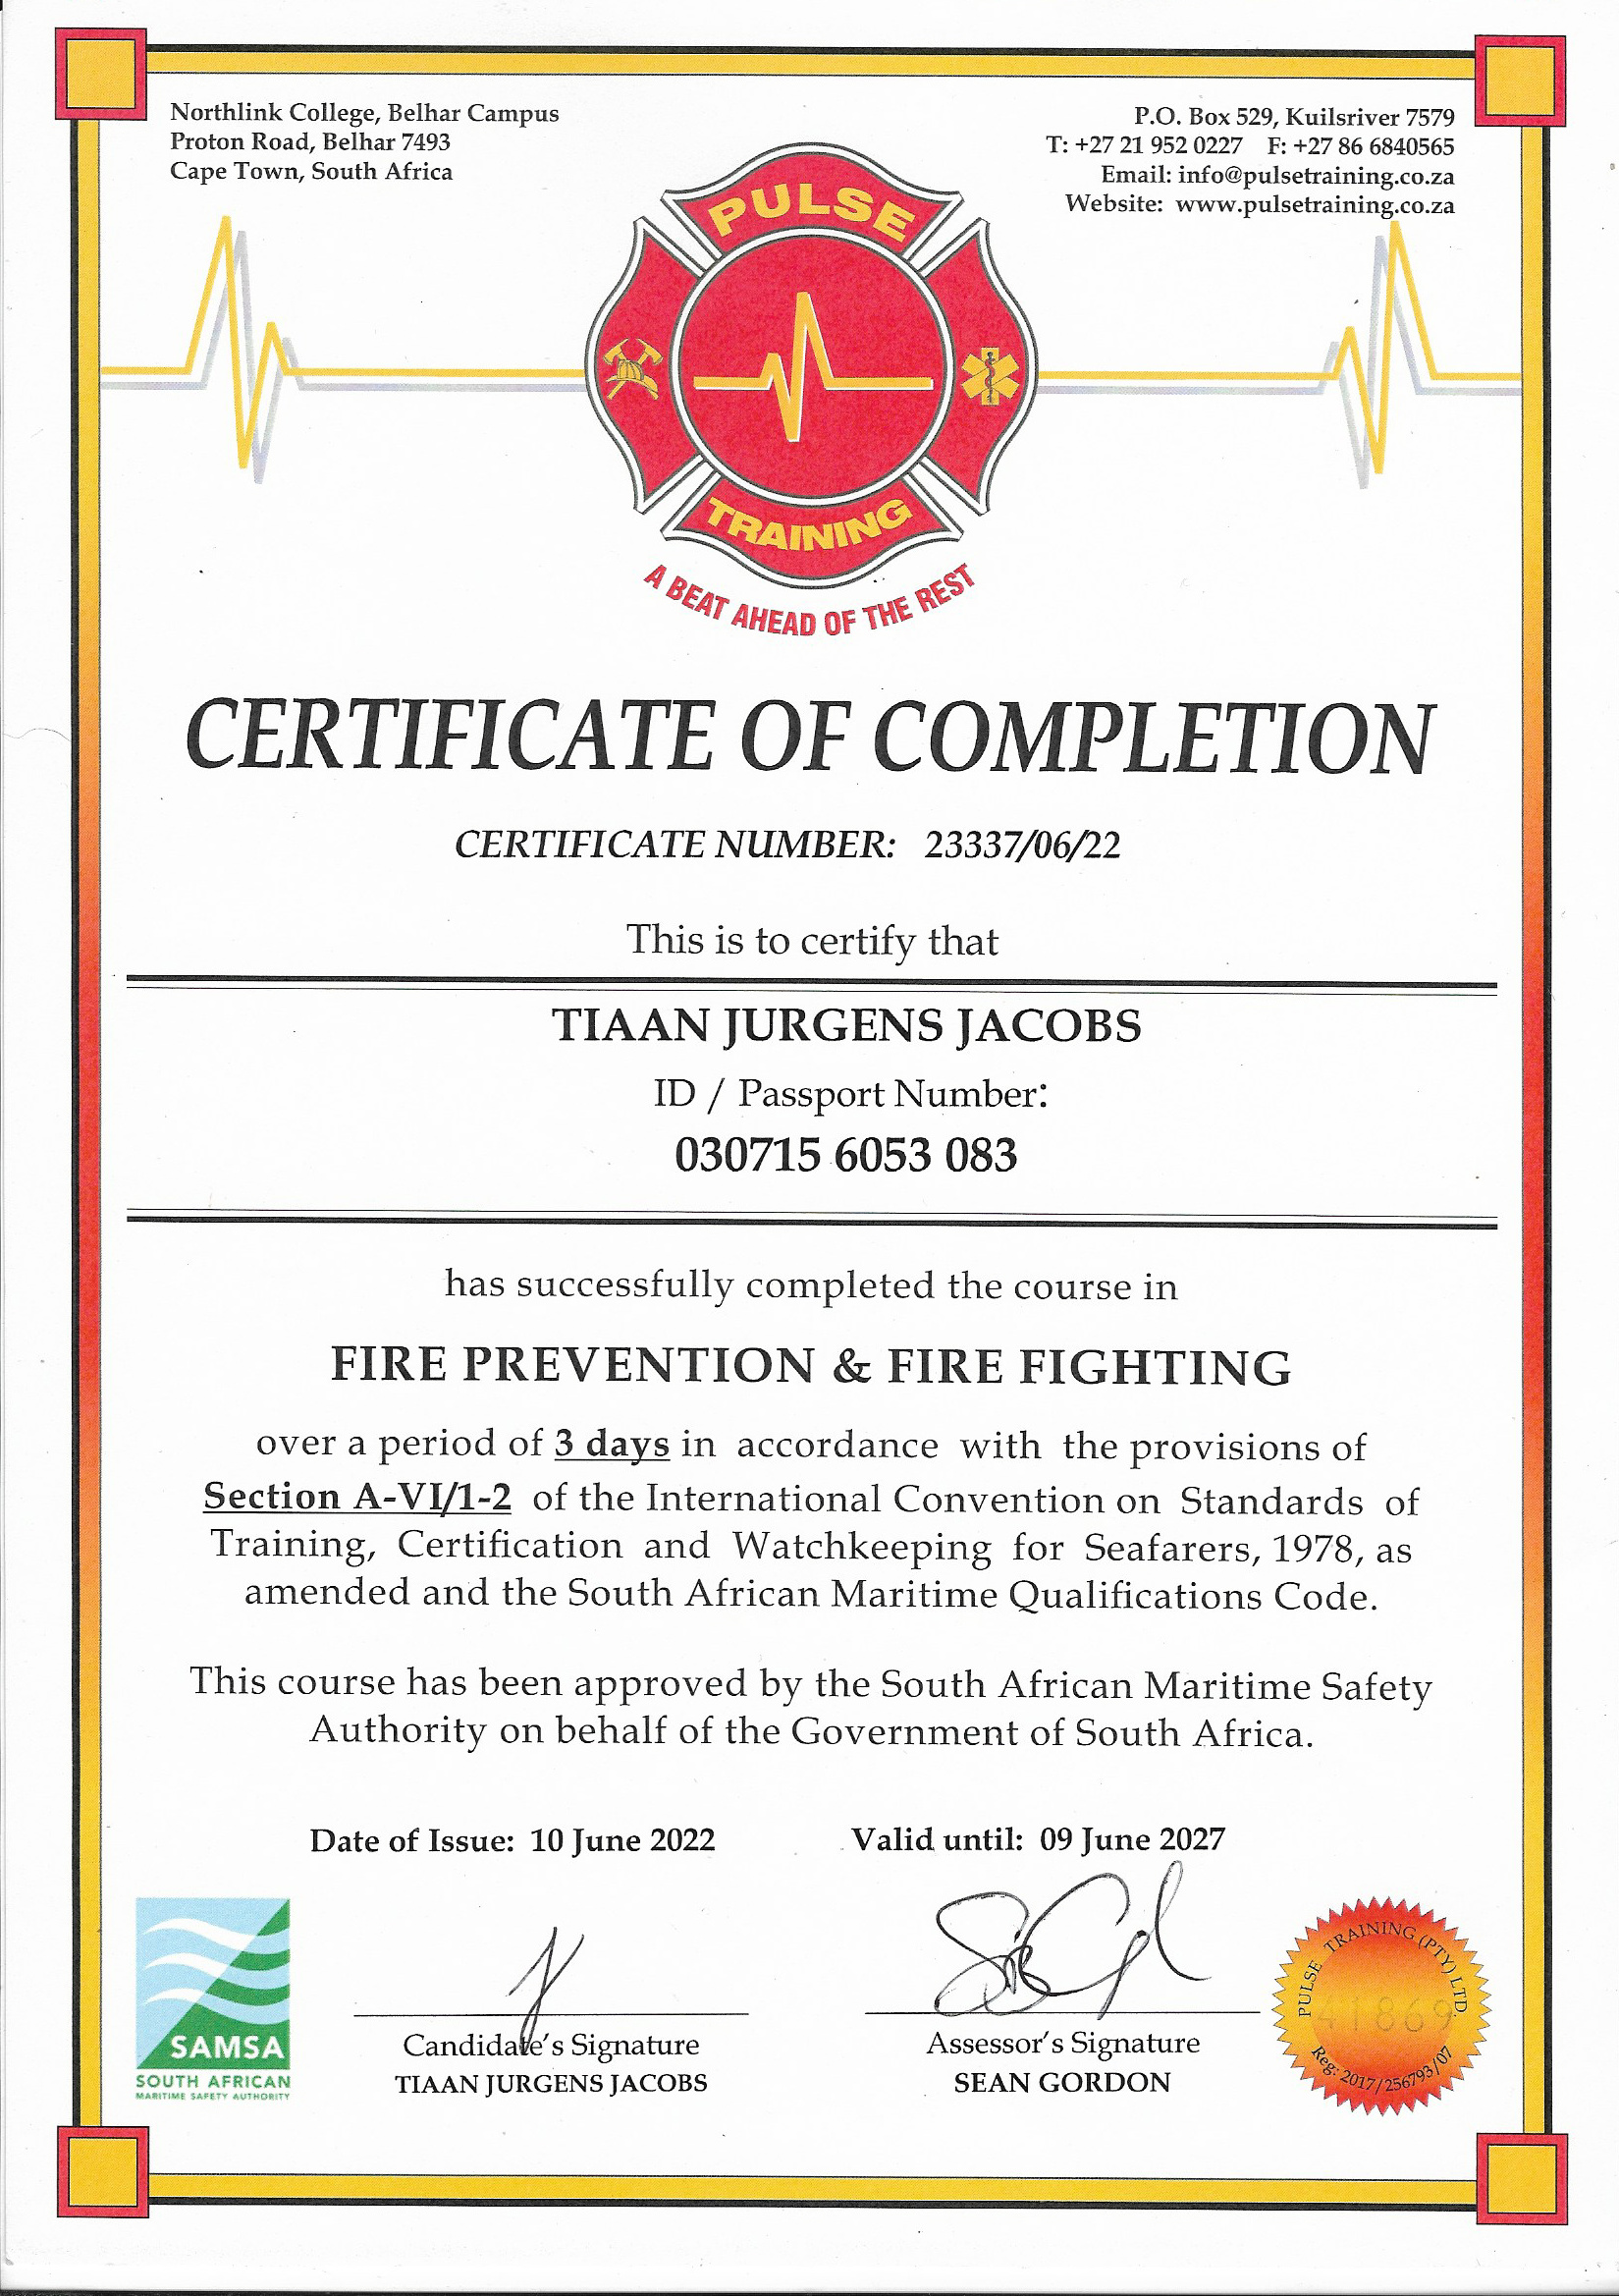 Northlink College, Belhar Campus
Proton Road, Belhar 7493
Cape Town, South Africa
P.O. Box 529, Kuilsriver 7579
T: +27 21 952 0227 F: +27 86 6840565
Email: info@pulsetraining.co.za
Website: www.pulsetraining.co.za
PULSE
TRAINING
A BEAT AHEAD OF THE REST
CERTIFICATE OF COMPLETION
CERTIFICATE NUMBER: 23337/06/22
This is to certify that
TIAAN JURGENS JACOBS
ID / Passport Number:
030715 6053 083
has successfully completed the course in
FIRE PREVENTION & FIRE FIGHTING
over a period of 3 days in accordance with the provisions of
Section A-VI/1-2 of the International Convention on Standards of
Training, Certification and Watchkeeping for Seafarers, 1978, as
amended and the South African Maritime Qualifications Code.
This course has been approved by the South African Maritime Safety
Authority on behalf of the Government of South Africa.
Date of Issue: 10 June 2022
Valid until: 09 June 2027
SAMSA
SOUTH AFRICAN
MARITIME SAFETY AUTHORITY
Candidate's Signature
TIAAN JURGENS JACOBS
Assessor's Signature
SEAN GORDON
PULSE TRAINING (PTY) LTD.
41869
Reg: 2017/256793/07